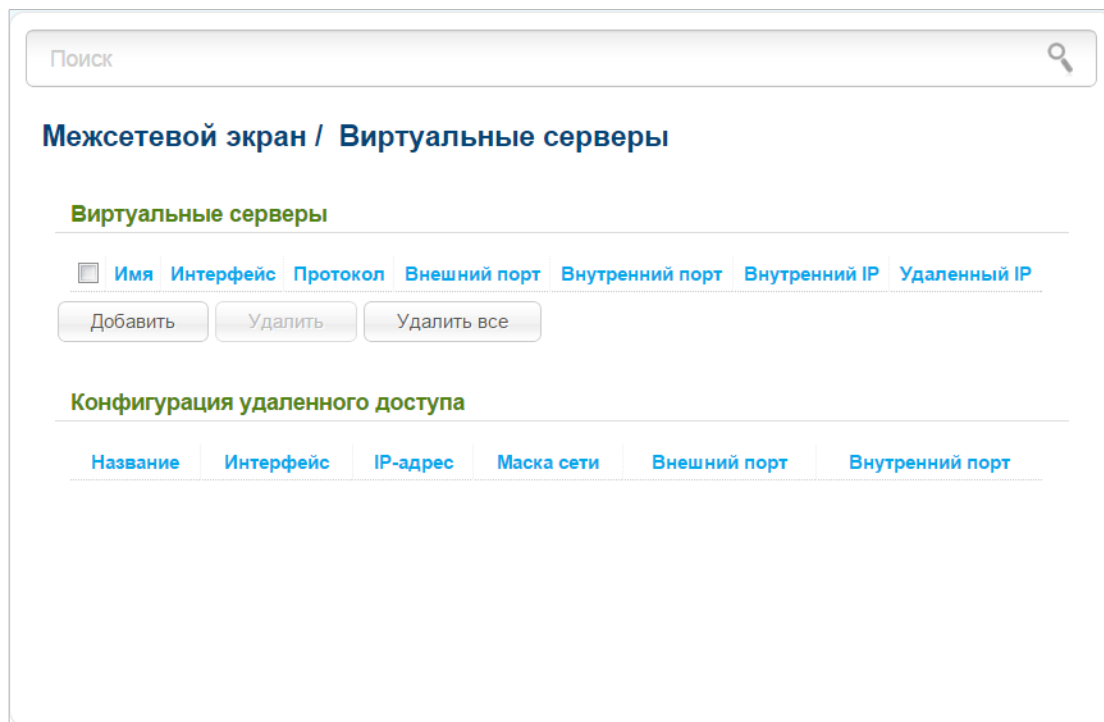 Поиск
Межсетевой экран / Виртуальные серверы
Виртуальные серверы
Имя Интерфейс Протокол Внешний порт Внутренний порт Внутренний IP Удаленный IP
Добавить Удалить Удалить все
Конфигурация удаленного доступа
Название Интерфейс IP-адрес Маска сети Внешний порт Внутренний порт